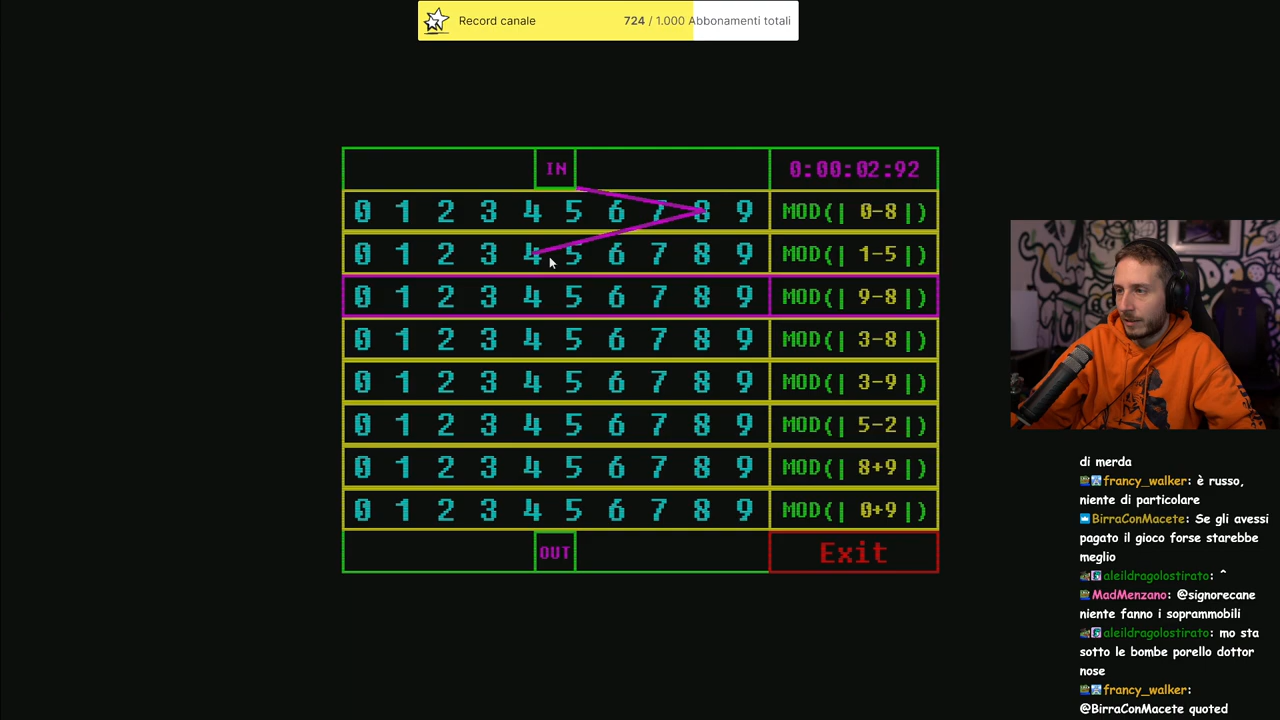 Record canale 724 / 1.000 Abbonamenti totali
IN 0:00:02:92
0 1 2 3 4 5 6 7 8 9 MOD(| 0-8 |)
0 1 2 3 4 5 6 7 8 9 MOD(| 1-5 |)
0 1 2 3 4 5 6 7 8 9 MOD(| 9-8 |)
0 1 2 3 4 5 6 7 8 9 MOD(| 3-8 |)
0 1 2 3 4 5 6 7 8 9 MOD(| 3-9 |)
0 1 2 3 4 5 6 7 8 9 MOD(| 5-2 |)
0 1 2 3 4 5 6 7 8 9 MOD(| 8+9 |)
0 1 2 3 4 5 6 7 8 9 MOD(| 0+9 |)
OUT Exit
di merda
francy_walker: è russo,
niente di particolare
BirraConMacete: Se gli avessi
pagato il gioco forse starebbe
meglio
aleildragolostirato: ^
MadMenzano: @signorecane
niente fanno i soprammobili
aleildragolostirato: mo sta
sotto le bombe porello dottor
nose
francy_walker:
@BirraConMacete quoted